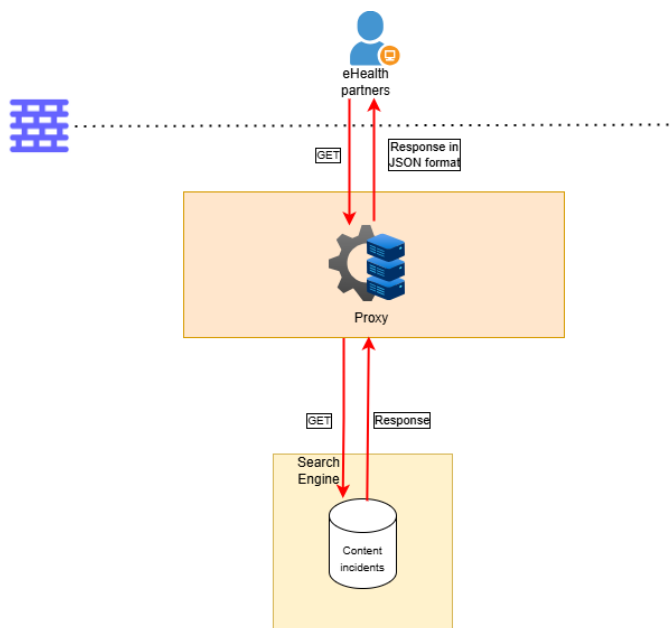 eHealth
partners
GET
Response in
JSON format
Proxy
GET
Response
Search
Engine
Content
incidents